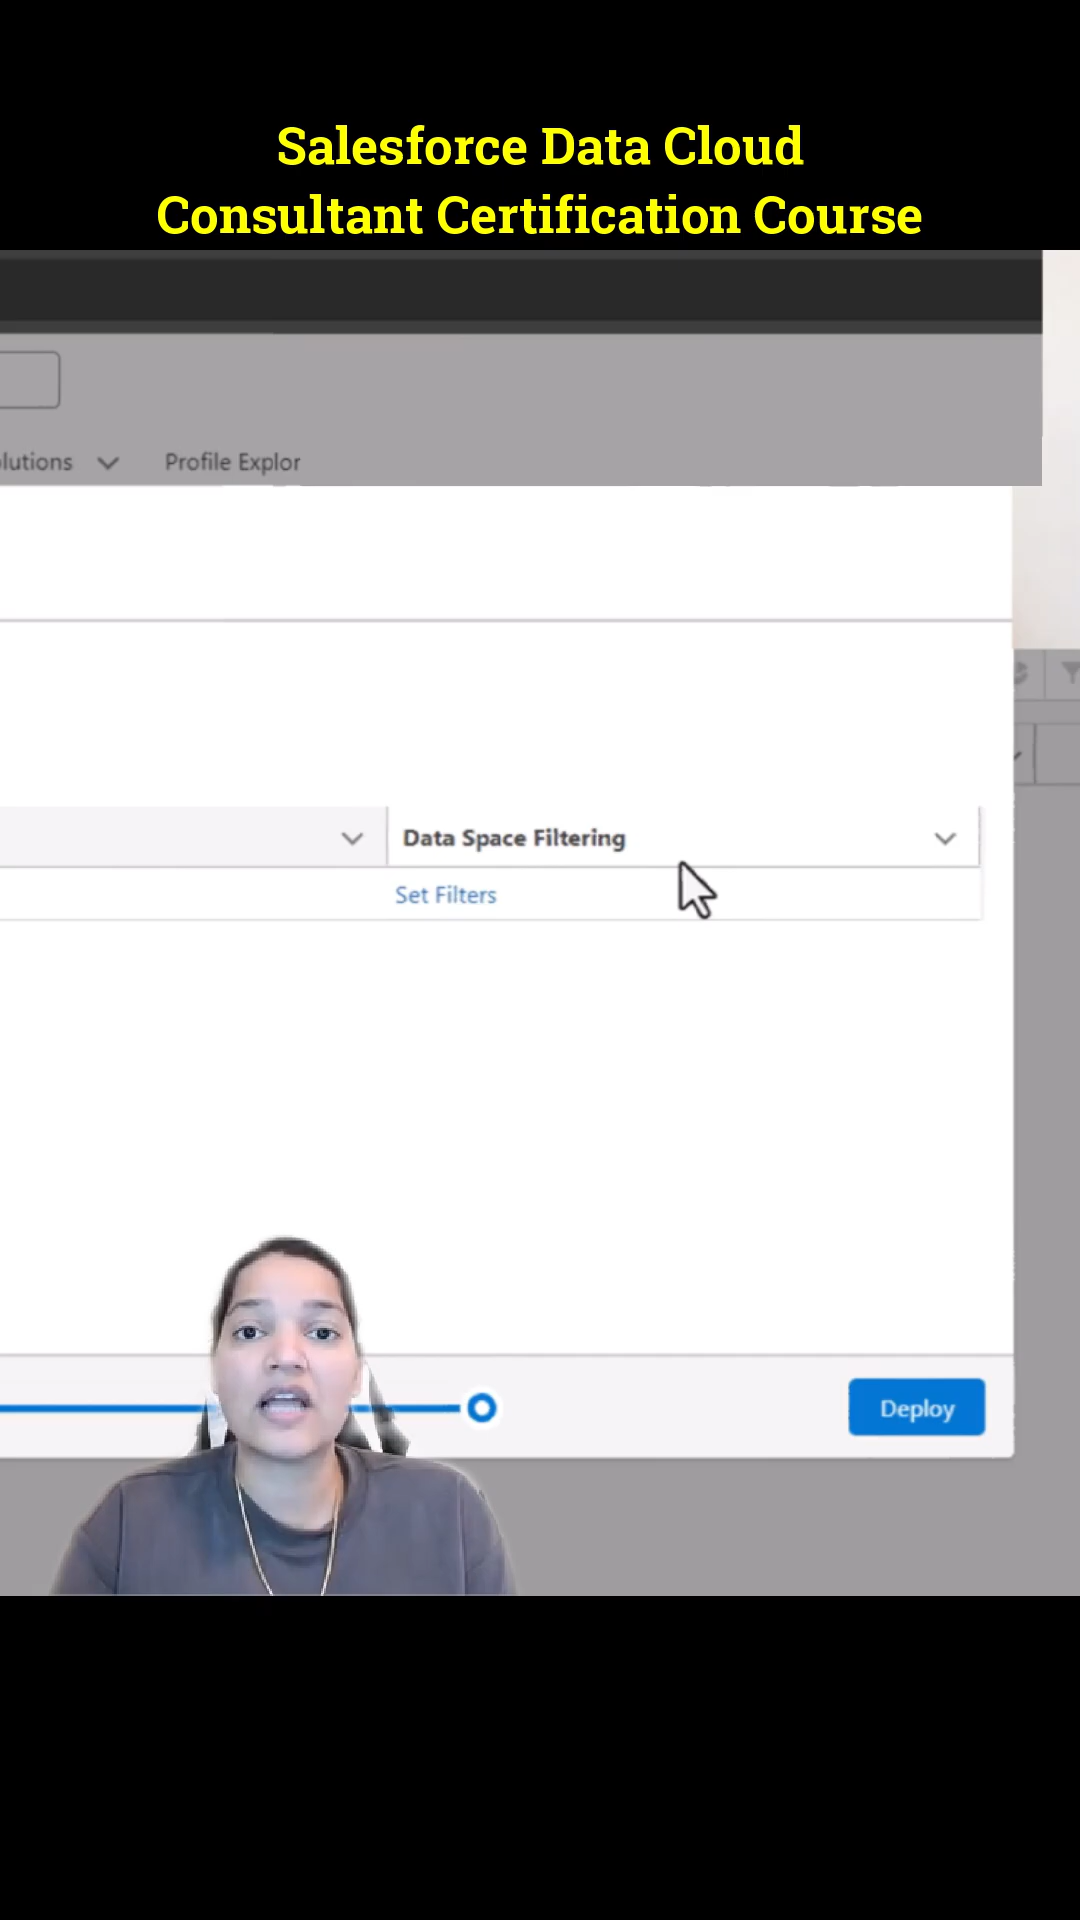 Salesforce Data Cloud
Consultant Certification Course
lutions
Profile Explor
Data Space Filtering
Set Filters
Deploy